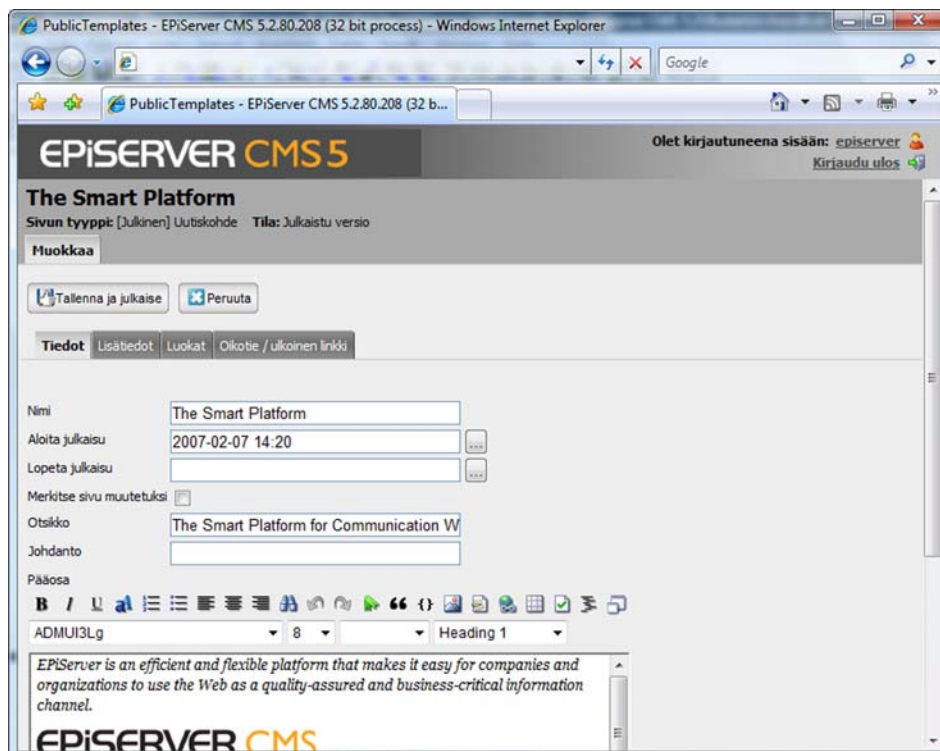 PublicTemplates - EPiServer CMS 5.2.80.208 (32 bit process) - Windows Internet Explorer
Google
PublicTemplates - EPiServer CMS 5.2.80.208 (32 b...
EPiSERVER CMS 5
Olet kirjautuneena sisään: episerver
Kirjaudu ulos
The Smart Platform
Sivun tyyppi: [Julkinen] Uutiskohde Tila: Julkaistu versio
Muokkaa
Tallenna ja julkaise Peruuta
Tiedot Lisätiedot Luokat Oikotie / ulkoinen linkki
Nimi The Smart Platform
Aloita julkaisu 2007-02-07 14:20 ...
Lopeta julkaisu ...
Merkitse sivu muutetuksi
Otsikko The Smart Platform for Communication W
Johdanto
Pääosa
B I U
ADMUI3Lg 8 Heading 1
EPiServer is an efficient and flexible platform that makes it easy for companies and
organizations to use the Web as a quality-assured and business-critical information
channel.
EPiSERVER CMS